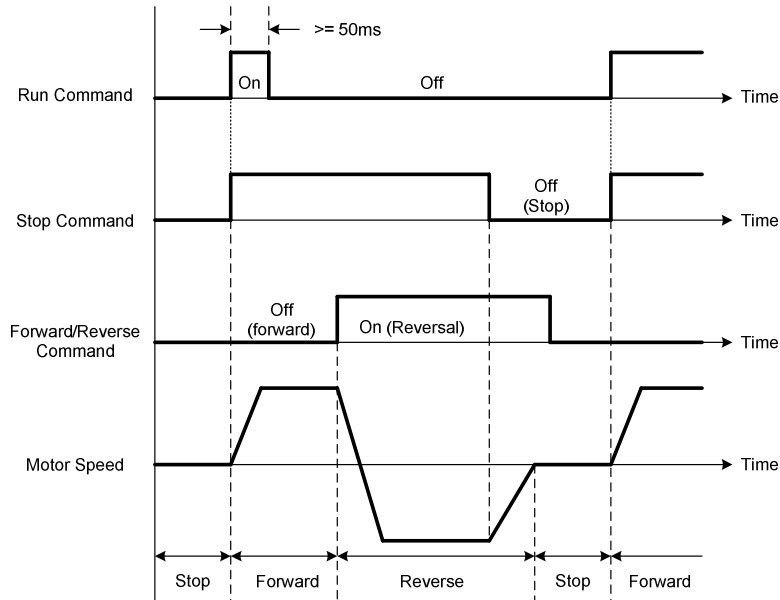 >= 50ms
Run Command
On
Off
Time
Stop Command
Off
(Stop)
Time
Forward/Reverse
Command
Off
(forward)
On (Reversal)
Time
Motor Speed
Time
Stop
Forward
Reverse
Stop
Forward